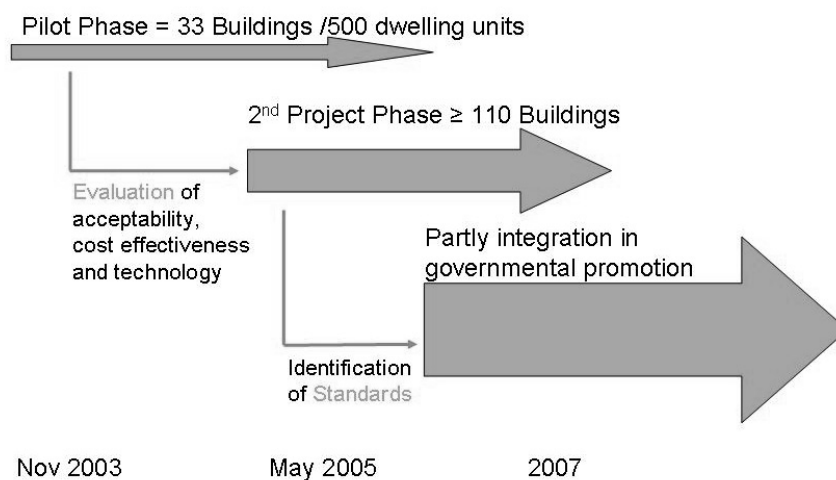 Pilot Phase = 33 Buildings /500 dwelling units
2nd Project Phase ≥ 110 Buildings
Evaluation of
acceptability,
cost effectiveness
and technology
Partly integration in
governmental promotion
Identification
of Standards
Nov 2003
May 2005
2007